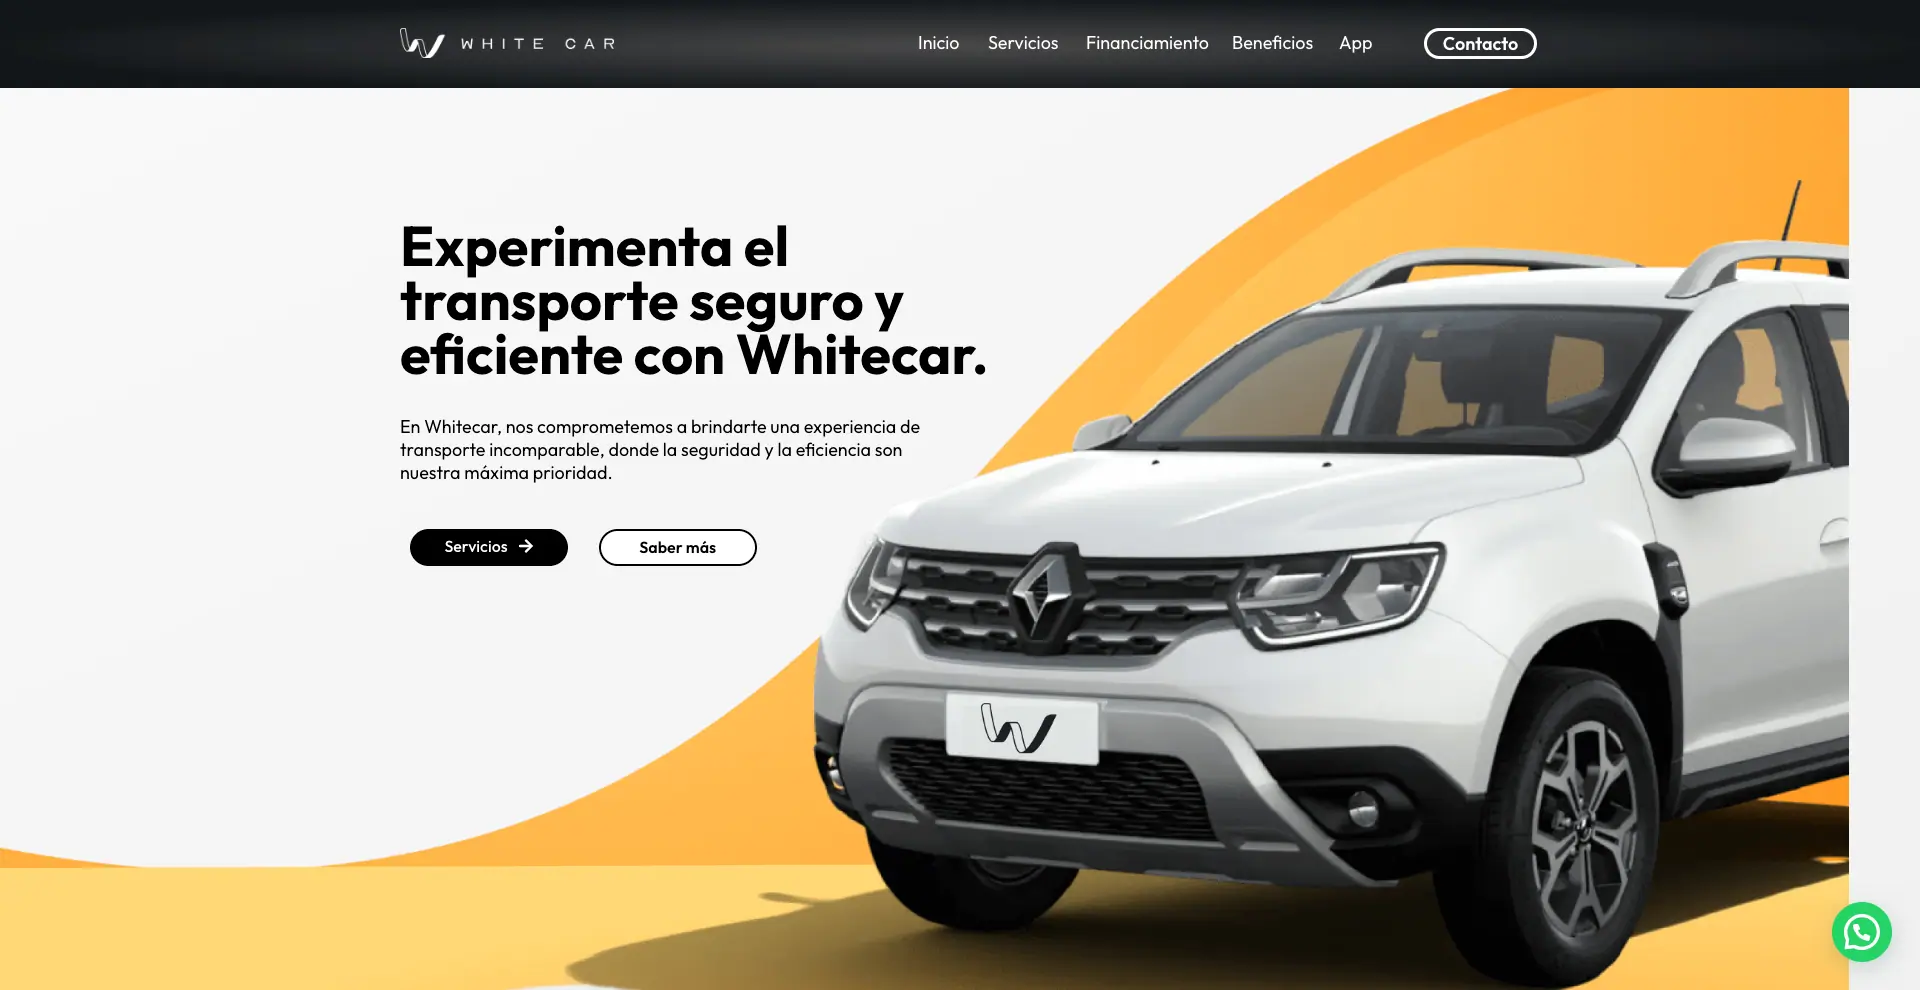 WHITE CAR
Inicio
Servicios
Financiamiento
Beneficios
App
Contacto
Experimenta el
transporte seguro y
eficiente con Whitecar.
En Whitecar, nos comprometemos a brindarte una experiencia de
transporte incomparable, donde la seguridad y la eficiencia son
nuestra máxima prioridad.
Servicios
Saber más